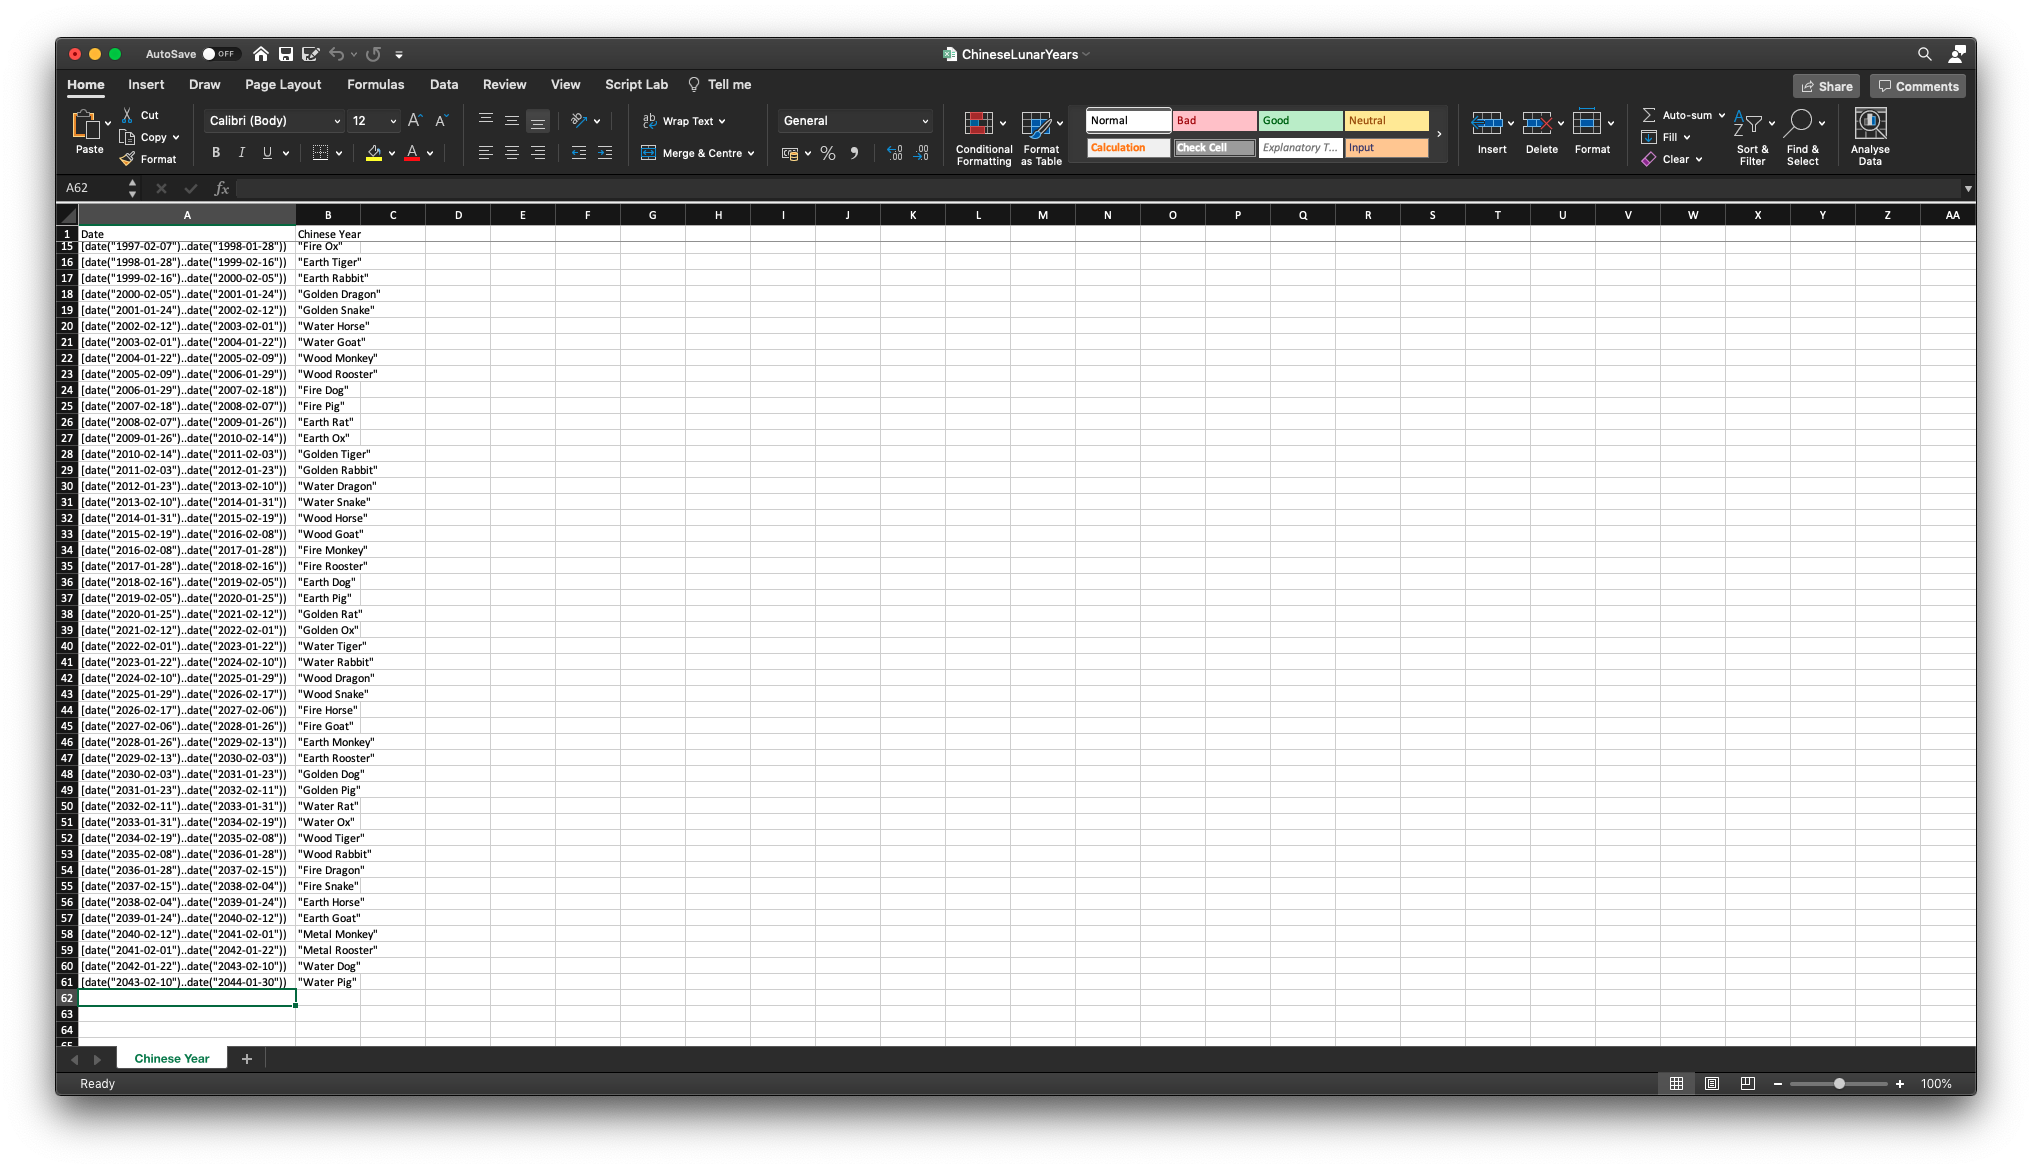 AutoSave OFF ChineseLunarYears
Home Insert Draw Page Layout Formulas Data Review View Script Lab Tell me Share Comments
Paste Cut Copy Format
Calibri (Body) 12 A A
B I U A
ab Wrap Text
Merge & Centre
General
% 9 .00 .00
Conditional Formatting Format as Table
Normal Bad Good Neutral
Calculation Check Cell Explanatory T... Input
Insert Delete Format
Auto-sum Fill Clear
Sort & Filter Find & Select Analyse Data
A62 fx
A B C D E F G H I J K L M N O P Q R S T U V W X Y Z AA
1 Date Chinese Year
15 [date("1997-02-07")..date("1998-01-28")) "Fire Ox"
16 [date("1998-01-28")..date("1999-02-16")) "Earth Tiger"
17 [date("1999-02-16")..date("2000-02-05")) "Earth Rabbit"
18 [date("2000-02-05")..date("2001-01-24")) "Golden Dragon"
19 [date("2001-01-24")..date("2002-02-12")) "Golden Snake"
20 [date("2002-02-12")..date("2003-02-01")) "Water Horse"
21 [date("2003-02-01")..date("2004-01-22")) "Water Goat"
22 [date("2004-01-22")..date("2005-02-09")) "Wood Monkey"
23 [date("2005-02-09")..date("2006-01-29")) "Wood Rooster"
24 [date("2006-01-29")..date("2007-02-18")) "Fire Dog"
25 [date("2007-02-18")..date("2008-02-07")) "Fire Pig"
26 [date("2008-02-07")..date("2009-01-26")) "Earth Rat"
27 [date("2009-01-26")..date("2010-02-14")) "Earth Ox"
28 [date("2010-02-14")..date("2011-02-03")) "Golden Tiger"
29 [date("2011-02-03")..date("2012-01-23")) "Golden Rabbit"
30 [date("2012-01-23")..date("2013-02-10")) "Water Dragon"
31 [date("2013-02-10")..date("2014-01-31")) "Water Snake"
32 [date("2014-01-31")..date("2015-02-19")) "Wood Horse"
33 [date("2015-02-19")..date("2016-02-08")) "Wood Goat"
34 [date("2016-02-08")..date("2017-01-28")) "Fire Monkey"
35 [date("2017-01-28")..date("2018-02-16")) "Fire Rooster"
36 [date("2018-02-16")..date("2019-02-05")) "Earth Dog"
37 [date("2019-02-05")..date("2020-01-25")) "Earth Pig"
38 [date("2020-01-25")..date("2021-02-12")) "Golden Rat"
39 [date("2021-02-12")..date("2022-02-01")) "Golden Ox"
40 [date("2022-02-01")..date("2023-01-22")) "Water Tiger"
41 [date("2023-01-22")..date("2024-02-10")) "Water Rabbit"
42 [date("2024-02-10")..date("2025-01-29")) "Wood Dragon"
43 [date("2025-01-29")..date("2026-02-17")) "Wood Snake"
44 [date("2026-02-17")..date("2027-02-06")) "Fire Horse"
45 [date("2027-02-06")..date("2028-01-26")) "Fire Goat"
46 [date("2028-01-26")..date("2029-02-13")) "Earth Monkey"
47 [date("2029-02-13")..date("2030-02-03")) "Earth Rooster"
48 [date("2030-02-03")..date("2031-01-23")) "Golden Dog"
49 [date("2031-01-23")..date("2032-02-11")) "Golden Pig"
50 [date("2032-02-11")..date("2033-01-31")) "Water Rat"
51 [date("2033-01-31")..date("2034-02-19")) "Water Ox"
52 [date("2034-02-19")..date("2035-02-08")) "Wood Tiger"
53 [date("2035-02-08")..date("2036-01-28")) "Wood Rabbit"
54 [date("2036-01-28")..date("2037-02-15")) "Fire Dragon"
55 [date("2037-02-15")..date("2038-02-04")) "Fire Snake"
56 [date("2038-02-04")..date("2039-01-24")) "Earth Horse"
57 [date("2039-01-24")..date("2040-02-12")) "Earth Goat"
58 [date("2040-02-12")..date("2041-02-01")) "Metal Monkey"
59 [date("2041-02-01")..date("2042-01-22")) "Metal Rooster"
60 [date("2042-01-22")..date("2043-02-10")) "Water Dog"
61 [date("2043-02-10")..date("2044-01-30")) "Water Pig"
62
63
64
65
Chinese Year +
Ready 100%